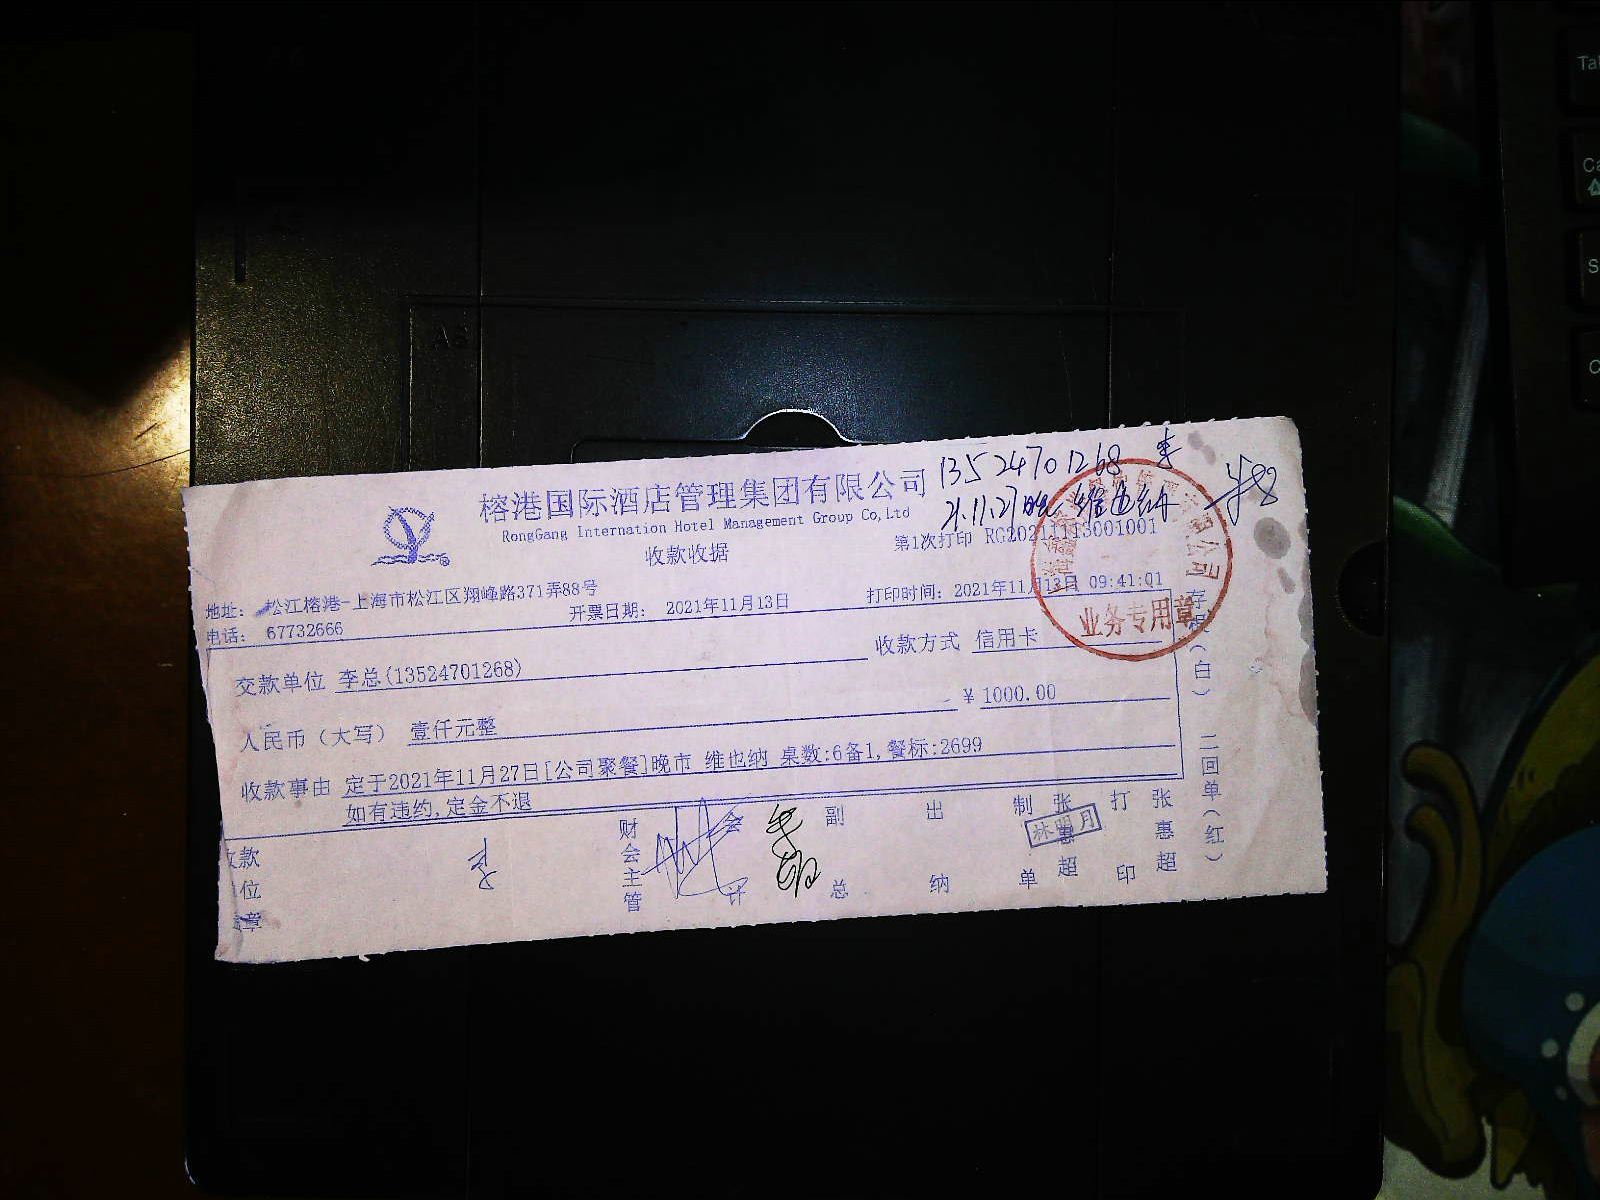 榕港国际酒店管理集团有限公司
RongGang International Hotel Management Group Co,Ltd
收款收据
13524701268 李
21.11.27晚 维也纳
第1次打印 RG20211113001001
地址: 松江榕港-上海市松江区翔峰路371弄88号
电话: 67732666
开票日期: 2021年11月13日
打印时间: 2021年11月13日 09:41:01
交款单位 李总(13524701268)
收款方式 信用卡
人民币(大写) 壹仟元整
¥ 1000.00
收款事由 定于2021年11月27日[公司聚餐]晚市 维也纳 桌数:6备1,餐标:2699
如有违约,定金不退
收款
单位
盖章
财会主管
会计
副总
出纳
制单
张惠超
打印
张惠超
林明月
业务专用章
存根(白) 二回单(红)
A5
Ta
Ca
S
C